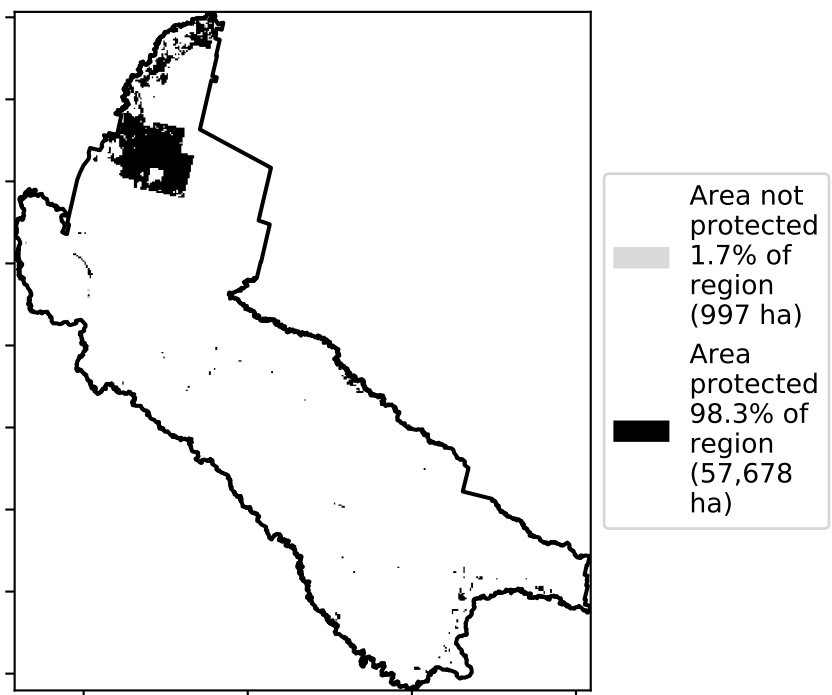 Area not
protected
1.7% of
region
(997 ha)
Area
protected
98.3% of
region
(57,678
ha)